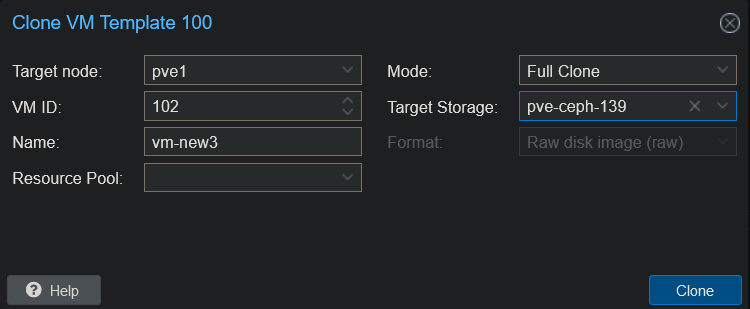 Clone VM Template 100
Target node: pve1 Mode: Full Clone
VM ID: 102 Target Storage: pve-ceph-139
Name: vm-new3 Format: Raw disk image (raw)
Resource Pool:
Help Clone